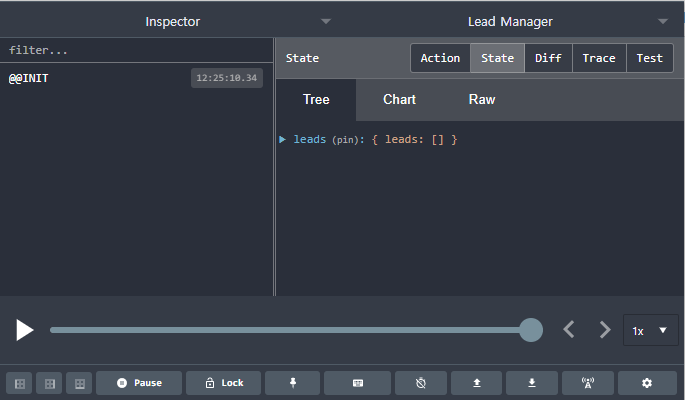 Inspector
Lead Manager
filter...
@@INIT
12:25:10.34
State
Action
State
Diff
Trace
Test
Tree
Chart
Raw
leads (pin): { leads: [] }
1x
Pause
Lock